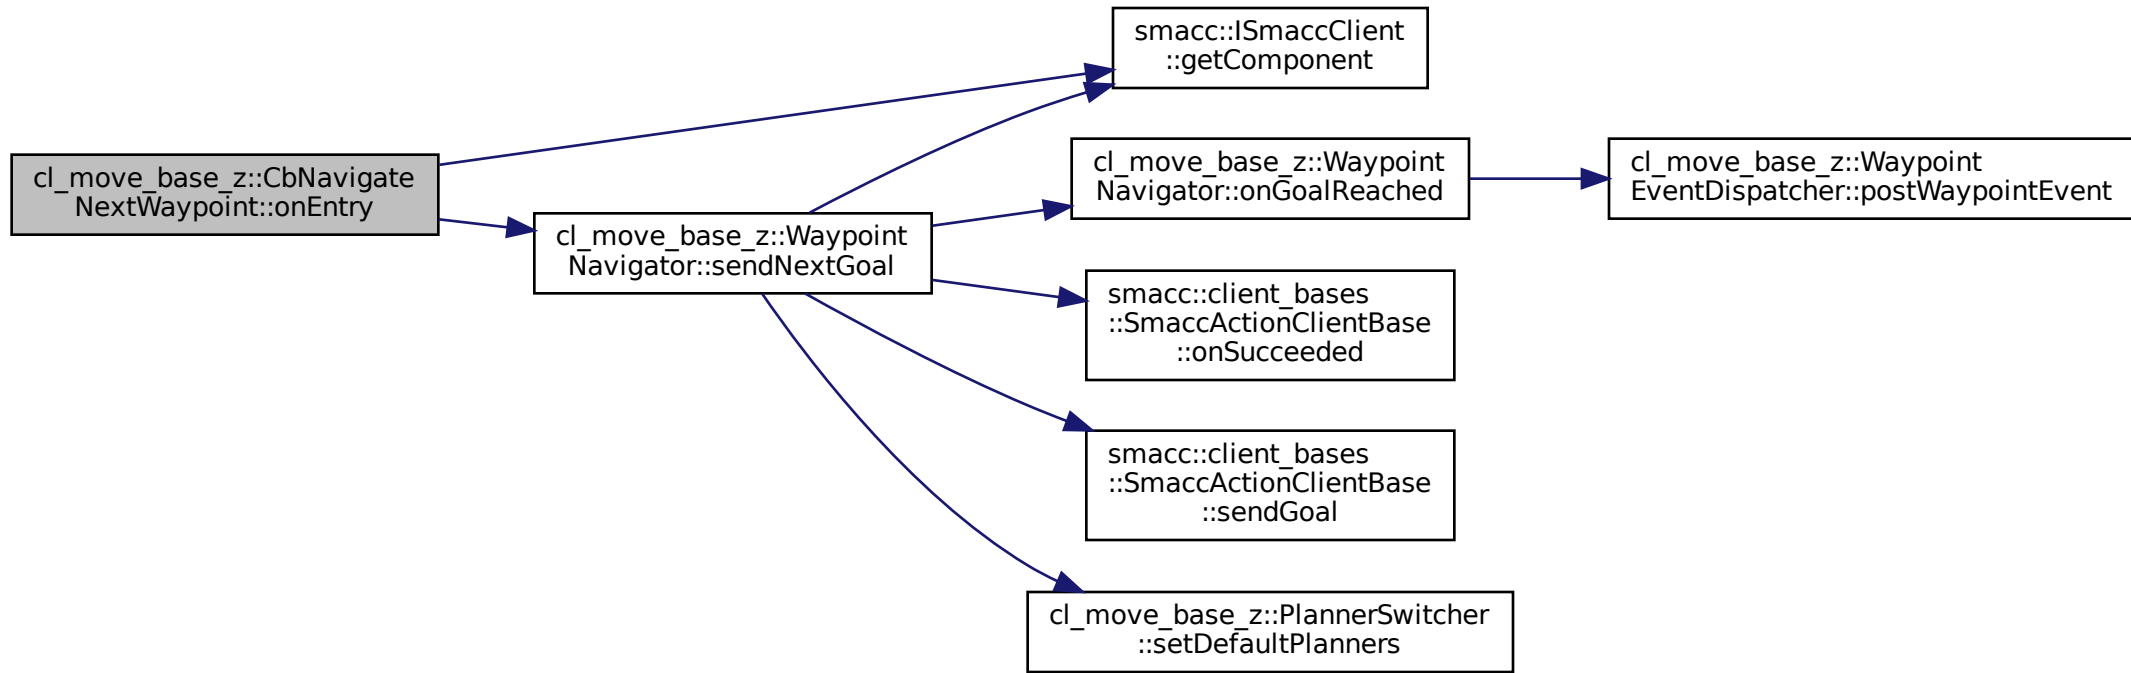 cl_move_base_z::CbNavigate
NextWaypoint::onEntry
cl_move_base_z::Waypoint
Navigator::sendNextGoal
smacc::ISmaccClient
::getComponent
cl_move_base_z::Waypoint
Navigator::onGoalReached
cl_move_base_z::Waypoint
EventDispatcher::postWaypointEvent
smacc::client_bases
::SmaccActionClientBase
::onSucceeded
smacc::client_bases
::SmaccActionClientBase
::sendGoal
cl_move_base_z::PlannerSwitcher
::setDefaultPlanners